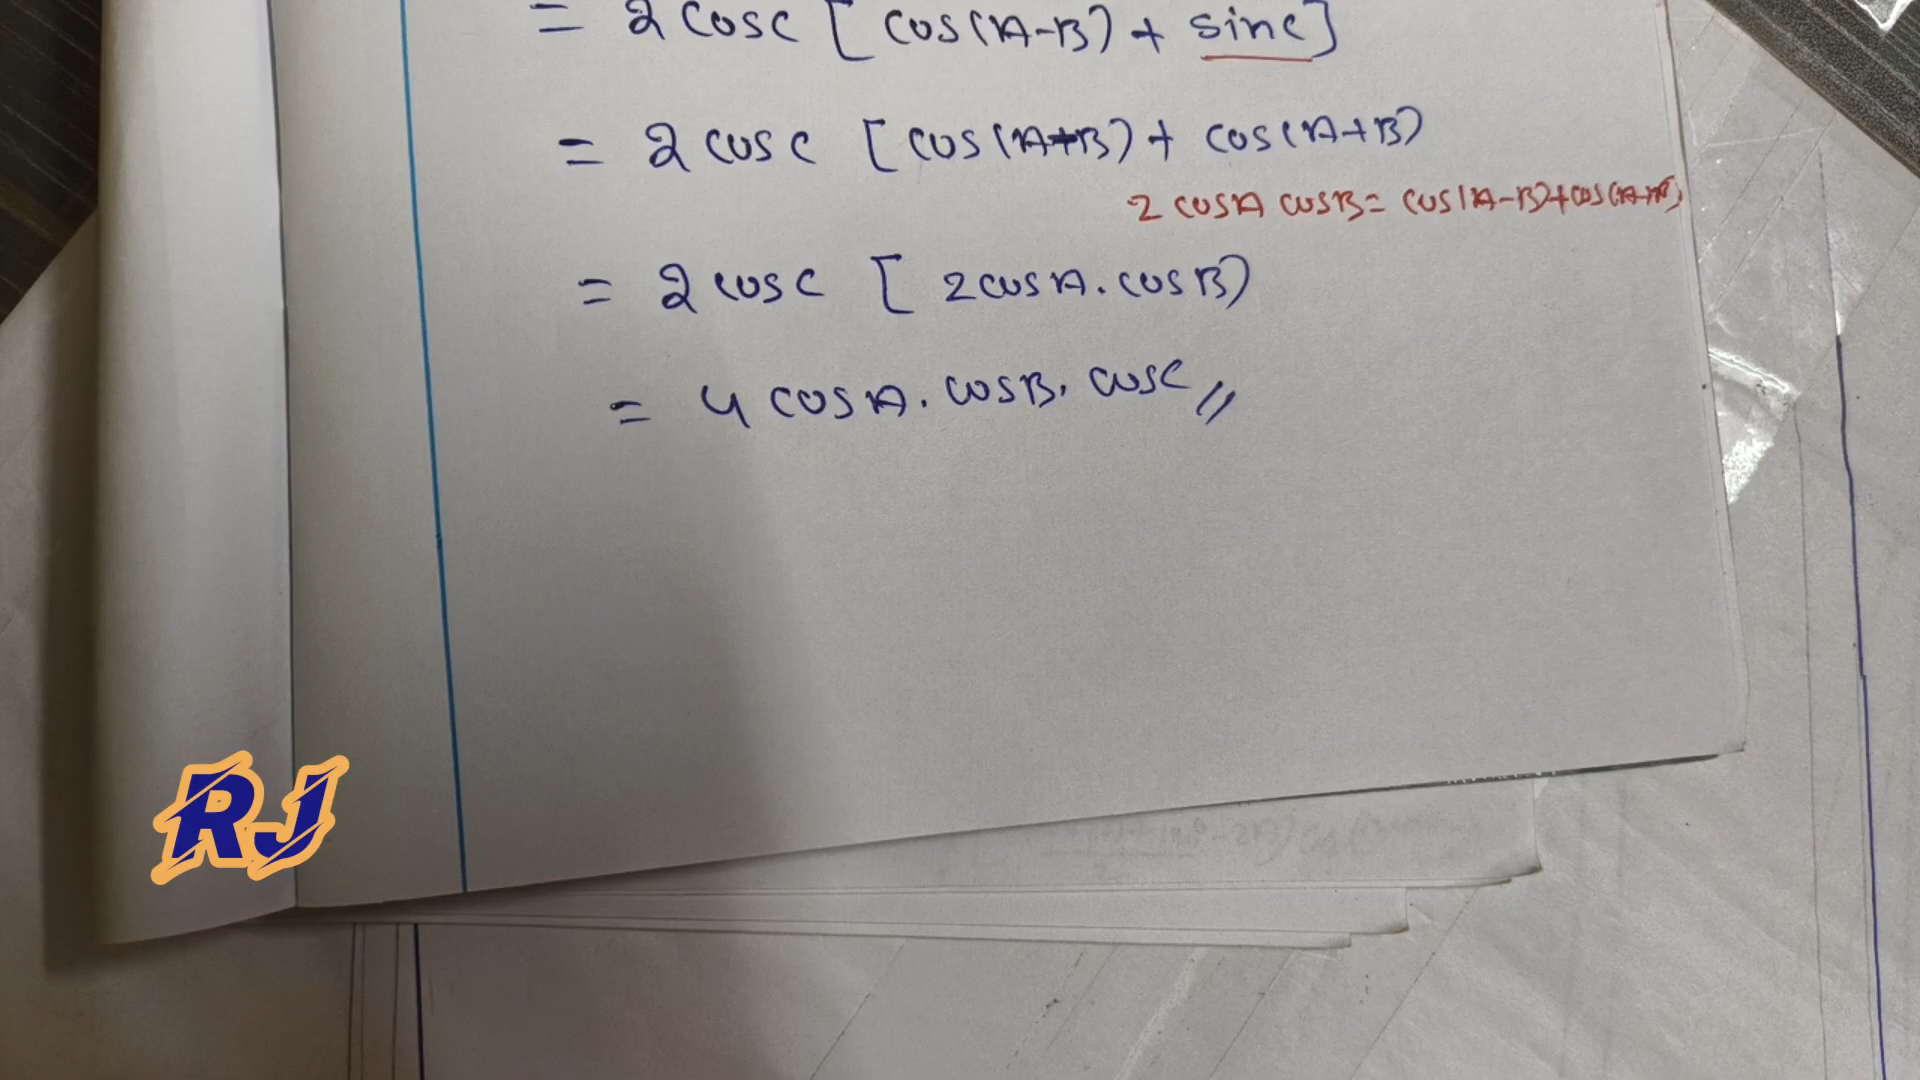 = 2 cosc [ cos(A-B) + sinc]
= 2 cosc [cos(A+B) + cos(A+B)
2 cosA cosB = cos(A-B)+cos(A+B)
= 2 cosc [ 2cosA. cosB)
= 4 cosA. cosB. cosc //
RJ